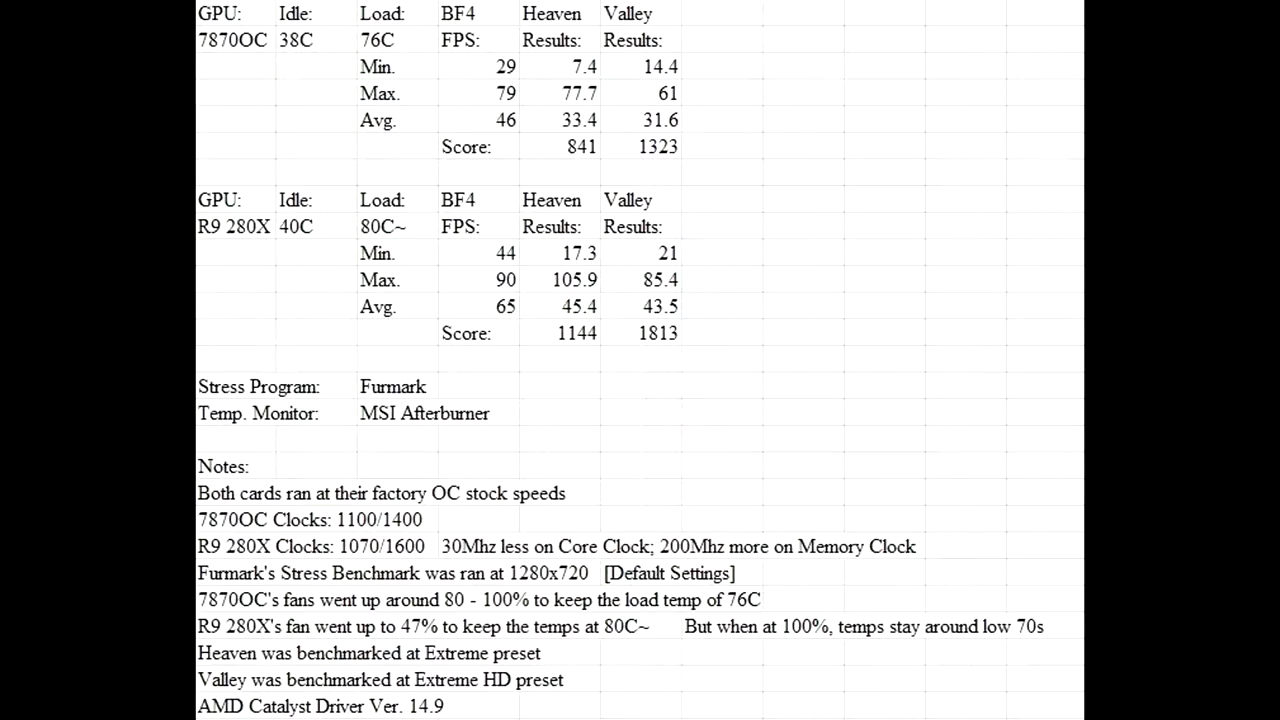 GPU: Idle: Load: BF4 Heaven Valley
7870OC 38C 76C FPS: Results: Results:
Min. 29 7.4 14.4
Max. 79 77.7 61
Avg. 46 33.4 31.6
Score: 841 1323
GPU: Idle: Load: BF4 Heaven Valley
R9 280X 40C 80C~ FPS: Results: Results:
Min. 44 17.3 21
Max. 90 105.9 85.4
Avg. 65 45.4 43.5
Score: 1144 1813
Stress Program: Furmark
Temp. Monitor: MSI Afterburner
Notes:
Both cards ran at their factory OC stock speeds
7870OC Clocks: 1100/1400
R9 280X Clocks: 1070/1600 30Mhz less on Core Clock; 200Mhz more on Memory Clock
Furmark's Stress Benchmark was ran at 1280x720 [Default Settings]
7870OC's fans went up around 80 - 100% to keep the load temp of 76C
R9 280X's fan went up to 47% to keep the temps at 80C~ But when at 100%, temps stay around low 70s
Heaven was benchmarked at Extreme preset
Valley was benchmarked at Extreme HD preset
AMD Catalyst Driver Ver. 14.9